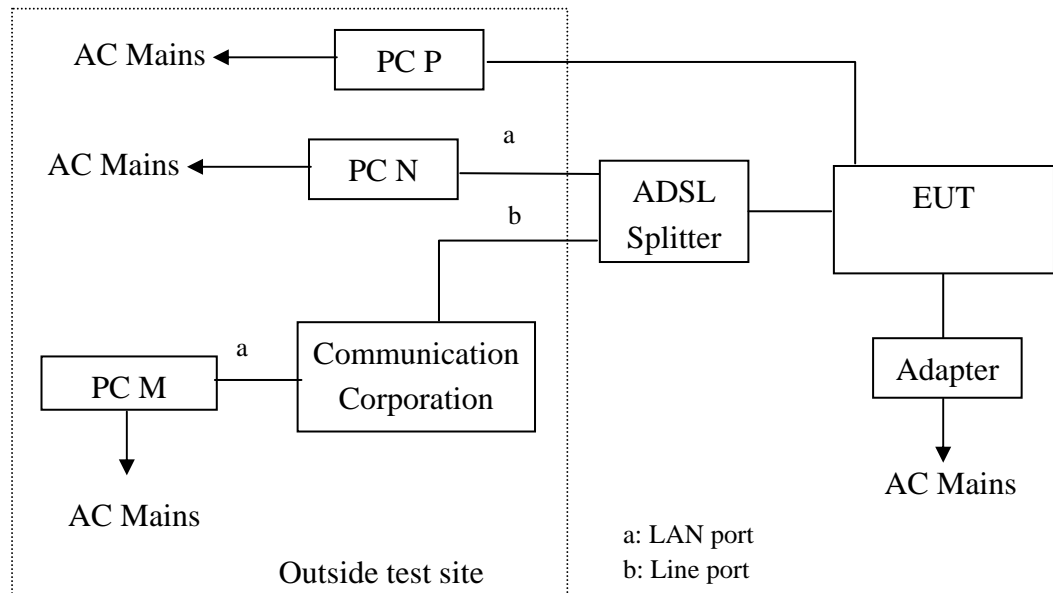 AC Mains
PC P
a
AC Mains
PC N
ADSL
Splitter
EUT
b
Communication
Corporation
a
PC M
Adapter
AC Mains
AC Mains
a: LAN port
b: Line port
Outside test site